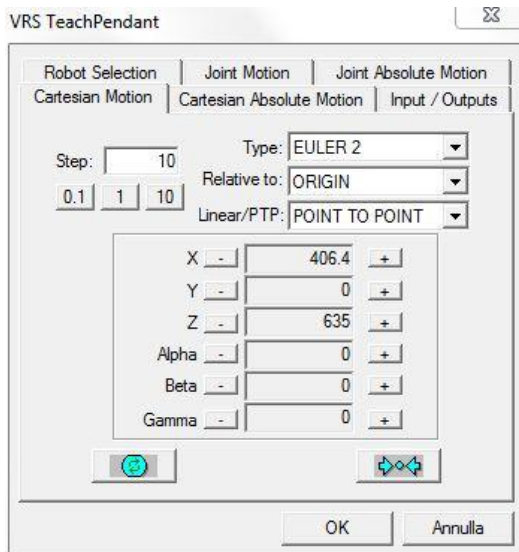 VRS TeachPendant
Robot Selection Joint Motion Joint Absolute Motion
Cartesian Motion Cartesian Absolute Motion Input / Outputs
Step: 10 Type: EULER 2
0.1 1 10 Relative to: ORIGIN
Linear/PTP: POINT TO POINT
X - 406.4 +
Y - 0 +
Z - 635 +
Alpha - 0 +
Beta - 0 +
Gamma - 0 +
OK Annulla